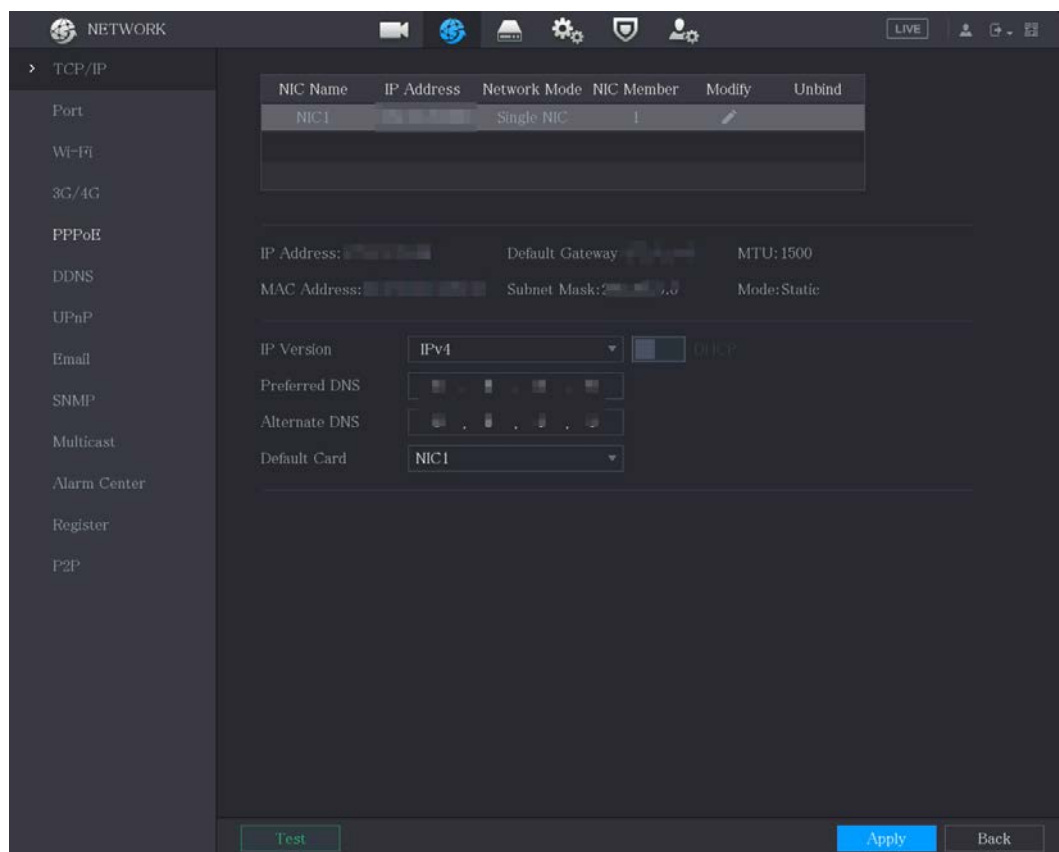 NETWORK
LIVE
TCP/IP
Port
Wi-Fi
3G/4G
PPPoE
DDNS
UPnP
Email
SNMP
Multicast
Alarm Center
Register
P2P
NIC Name IP Address Network Mode NIC Member Modify Unbind
NIC1 Single NIC 1
IP Address: Default Gateway MTU:1500
MAC Address: Subnet Mask: Mode:Static
IP Version IPv4 DHCP
Preferred DNS
Alternate DNS
Default Card NIC1
Test Apply Back